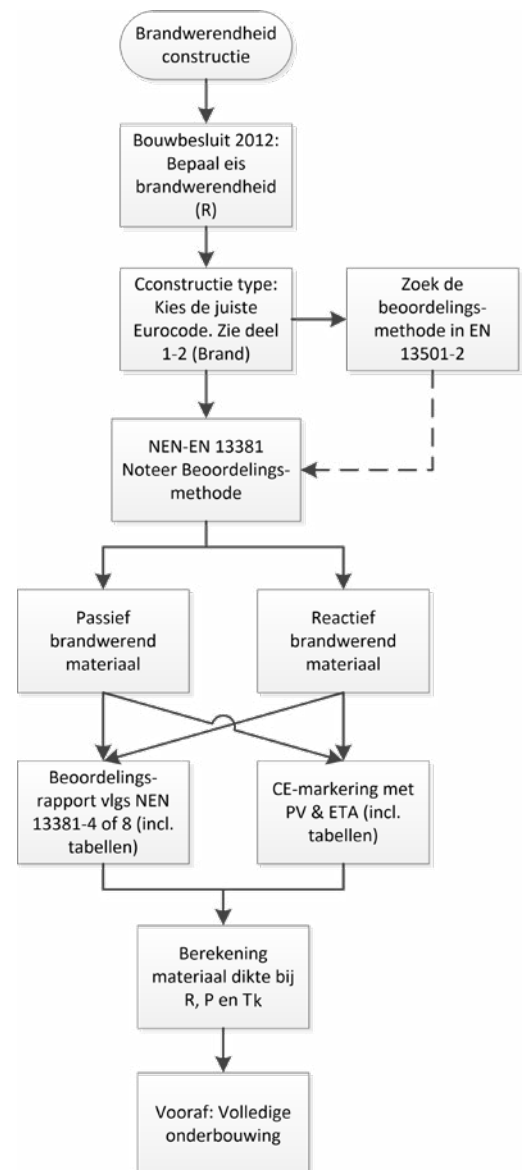 Brandwerendheid
constructie
Bouwbesluit 2012:
Bepaal eis
brandwerendheid
(R)
Cconstructie type:
Kies de juiste
Eurocode. Zie deel
1-2 (Brand)
Zoek de
beoordelings-
methode in EN
13501-2
NEN-EN 13381
Noteer Beoordelings-
methode
Passief
brandwerend
materiaal
Reactief
brandwerend
materiaal
Beoordelings-
rapport vlgs NEN
13381-4 of 8 (incl.
tabellen)
CE-markering met
PV & ETA (incl.
tabellen)
Berekening
materiaal dikte bij
R, P en Tk
Vooraf: Volledige
onderbouwing